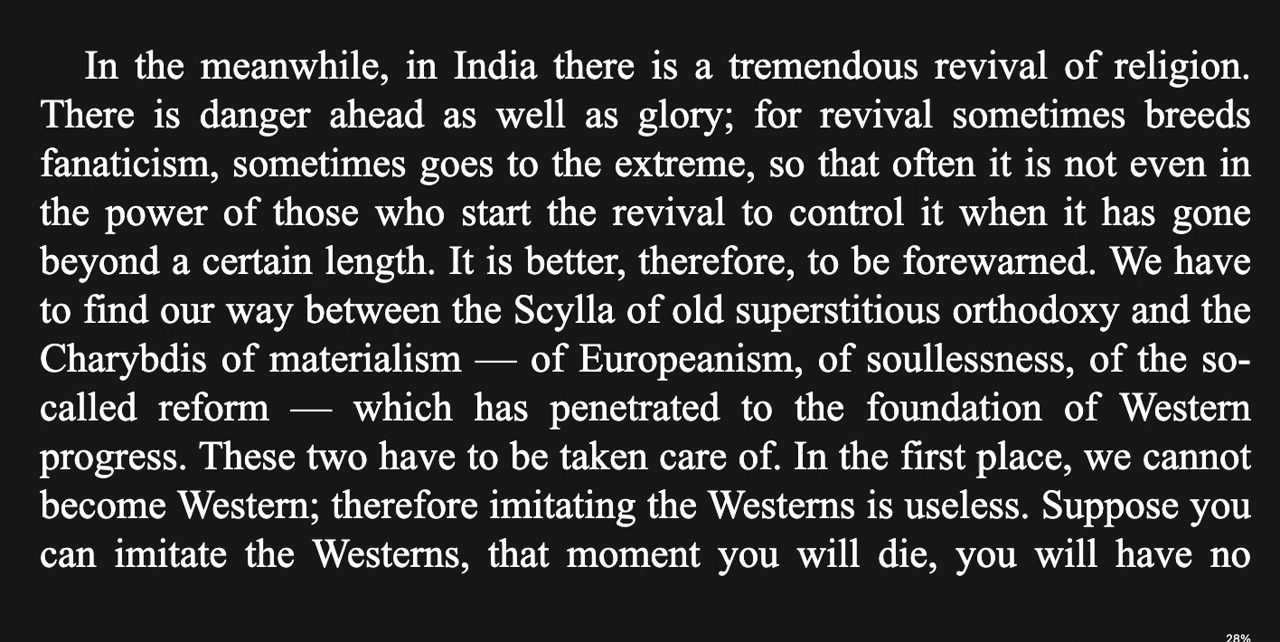 In the meanwhile, in India there is a tremendous revival of religion.
There is danger ahead as well as glory; for revival sometimes breeds
fanaticism, sometimes goes to the extreme, so that often it is not even in
the power of those who start the revival to control it when it has gone
beyond a certain length. It is better, therefore, to be forewarned. We have
to find our way between the Scylla of old superstitious orthodoxy and the
Charybdis of materialism — of Europeanism, of soullessness, of the so-
called reform — which has penetrated to the foundation of Western
progress. These two have to be taken care of. In the first place, we cannot
become Western; therefore imitating the Westerns is useless. Suppose you
can imitate the Westerns, that moment you will die, you will have no
28%